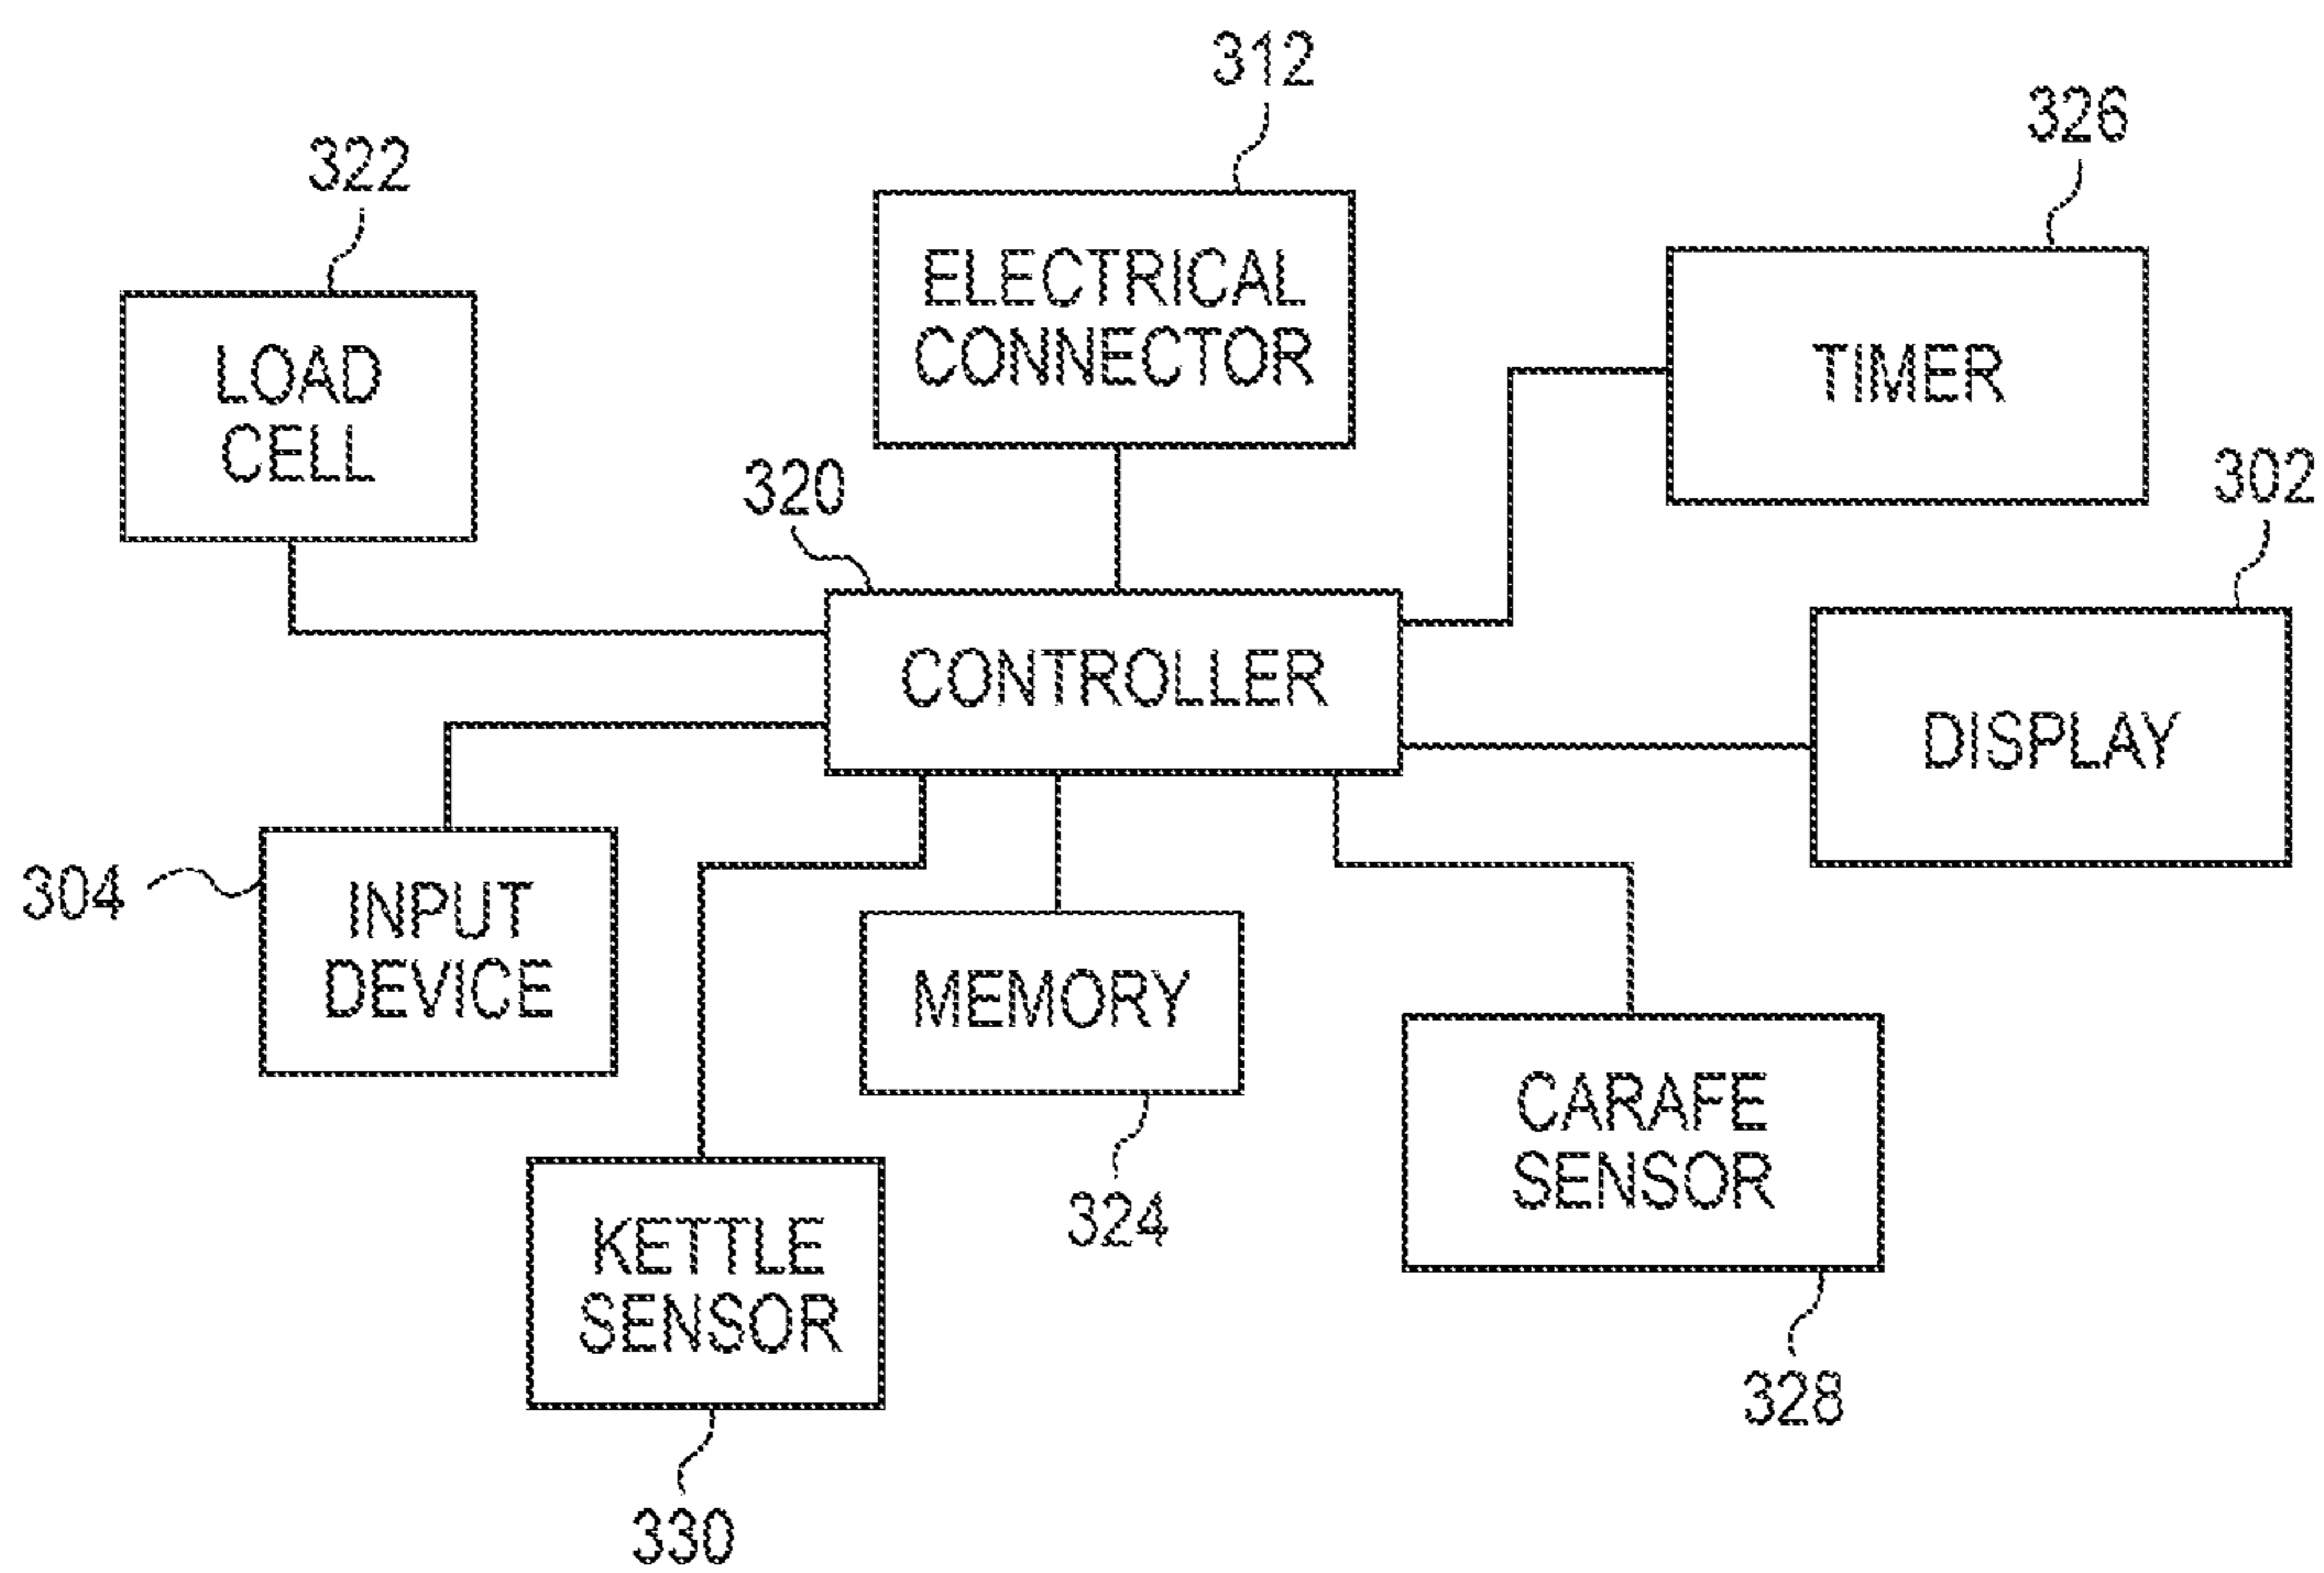 312
326
322
ELECTRICAL
CONNECTOR
LOAD
CELL
TIMER
302
320
CONTROLLER
DISPLAY
304
INPUT
DEVICE
MEMORY
CARAFE
SENSOR
324
KETTLE
SENSOR
328
330